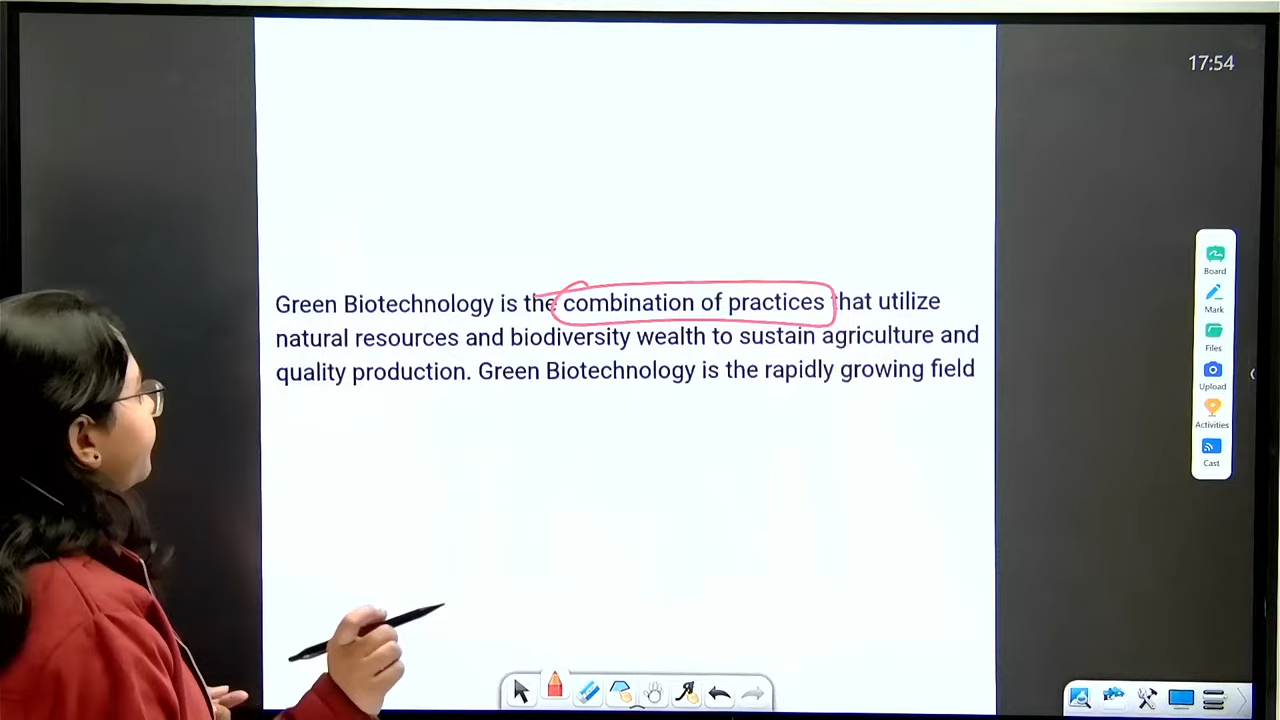 17:54
Green Biotechnology is the combination of practices that utilize
natural resources and biodiversity wealth to sustain agriculture and
quality production. Green Biotechnology is the rapidly growing field
Board
Mark
Files
Upload
Activities
Cast